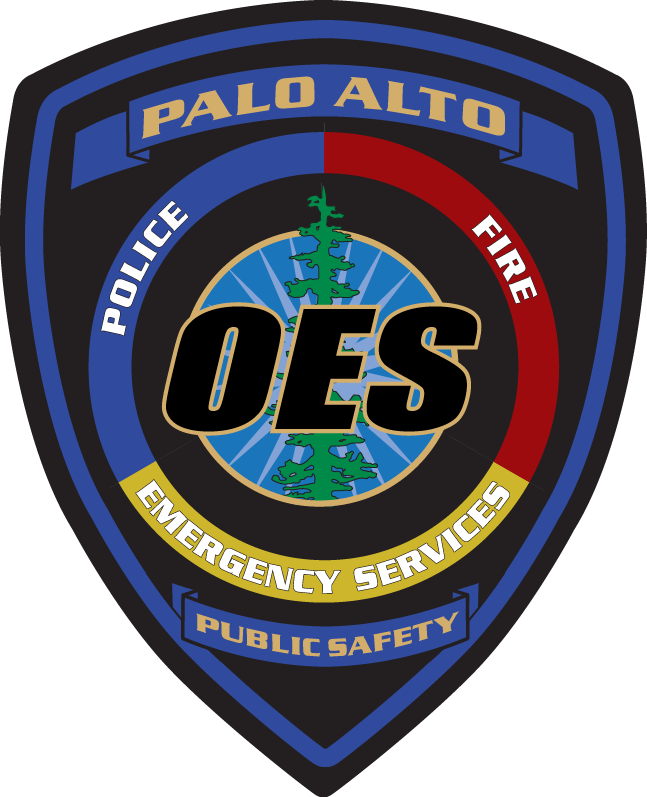 PALO ALTO
POLICE
FIRE
OES
EMERGENCY SERVICES
PUBLIC SAFETY